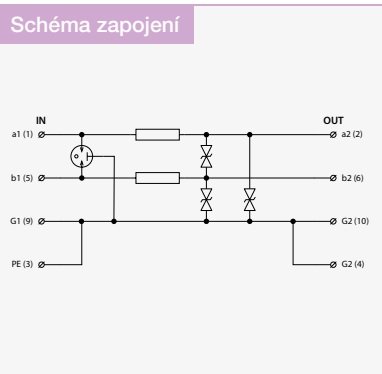 Schéma zapojení
IN OUT
a1 (1) a2 (2)
b1 (5) b2 (6)
G1 (9) G2 (10)
PE (3) G2 (4)